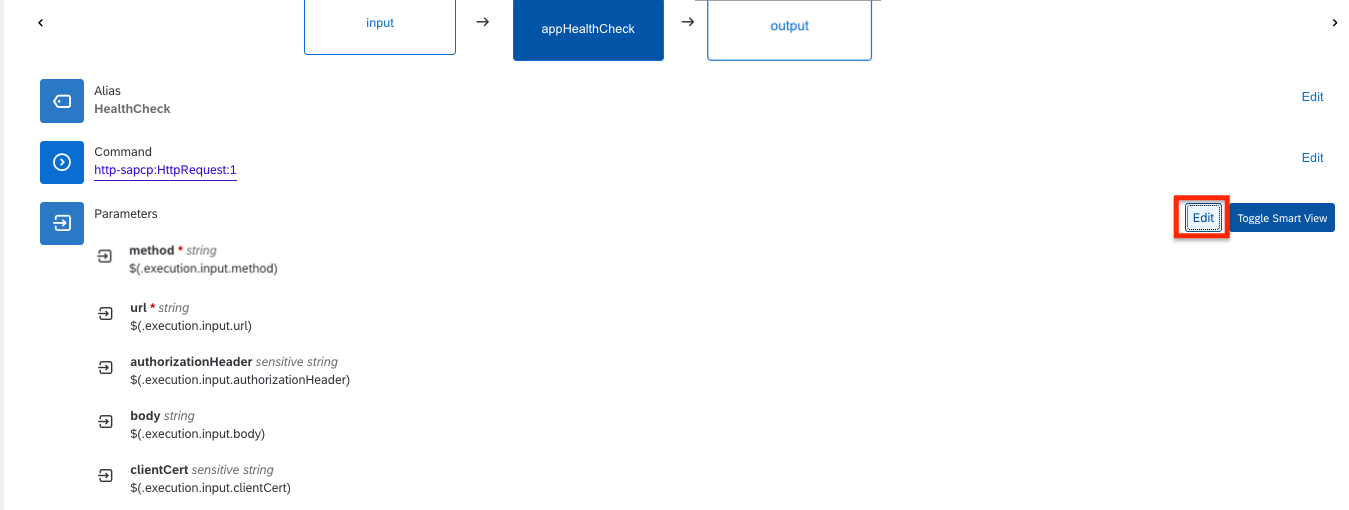 input
appHealthCheck
output
Alias
HealthCheck
Edit
Command
http-sapcp:HttpRequest:1
Edit
Parameters
Edit
Toggle Smart View
method * string
$(.execution.input.method)
url * string
$(.execution.input.url)
authorizationHeader sensitive string
$(.execution.input.authorizationHeader)
body string
$(.execution.input.body)
clientCert sensitive string
$(.execution.input.clientCert)